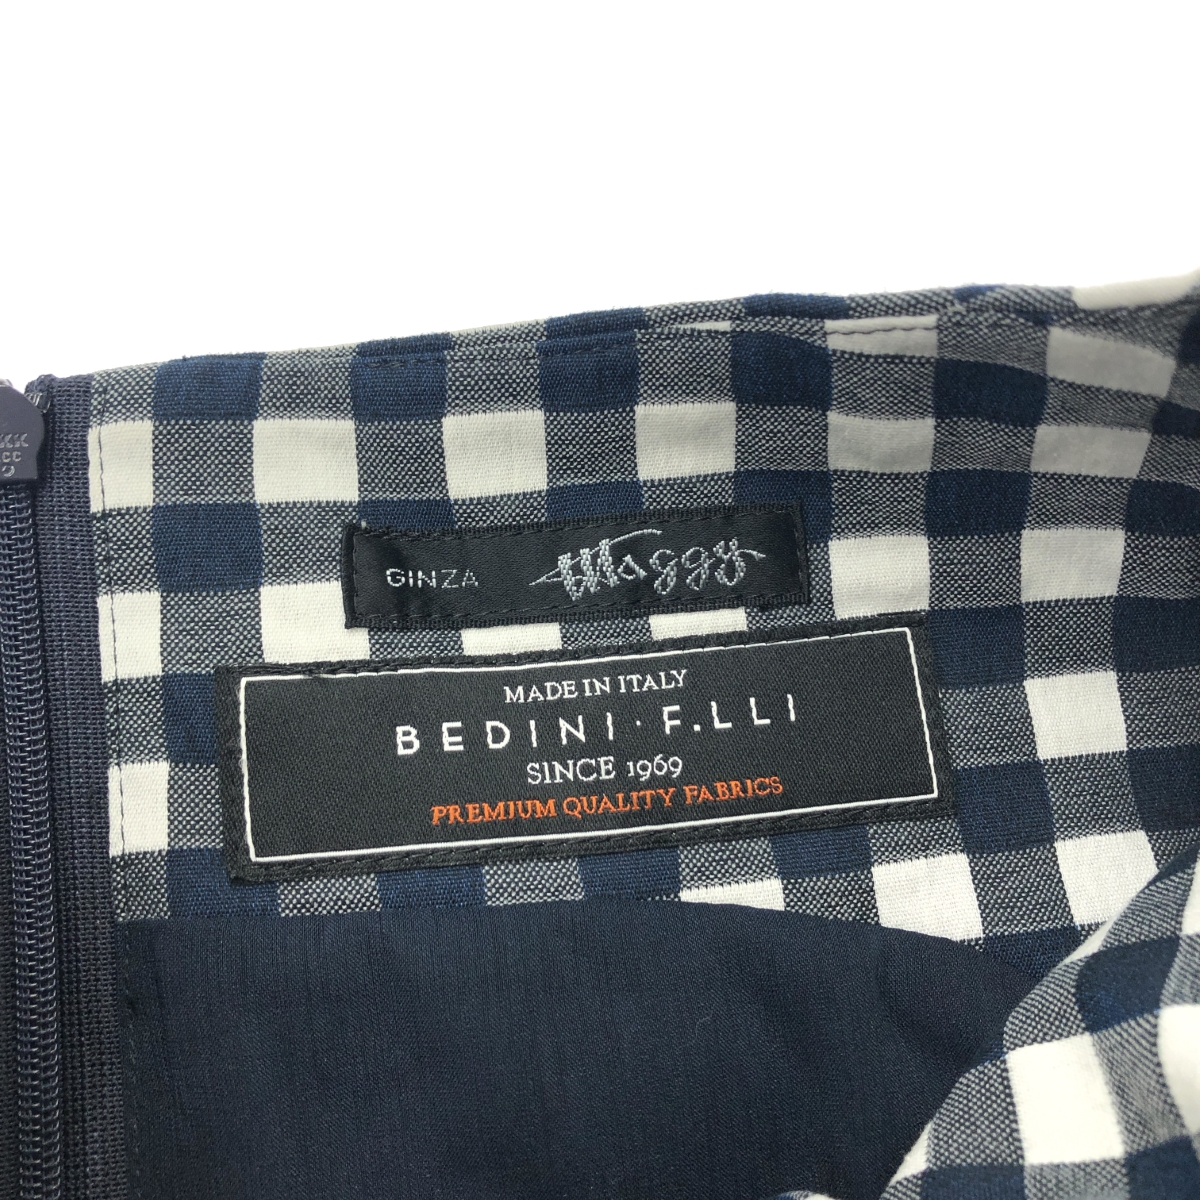 GINZA Maggy
MADE IN ITALY
BEDINI · F.LLI
SINCE 1969
PREMIUM QUALITY FABRICS